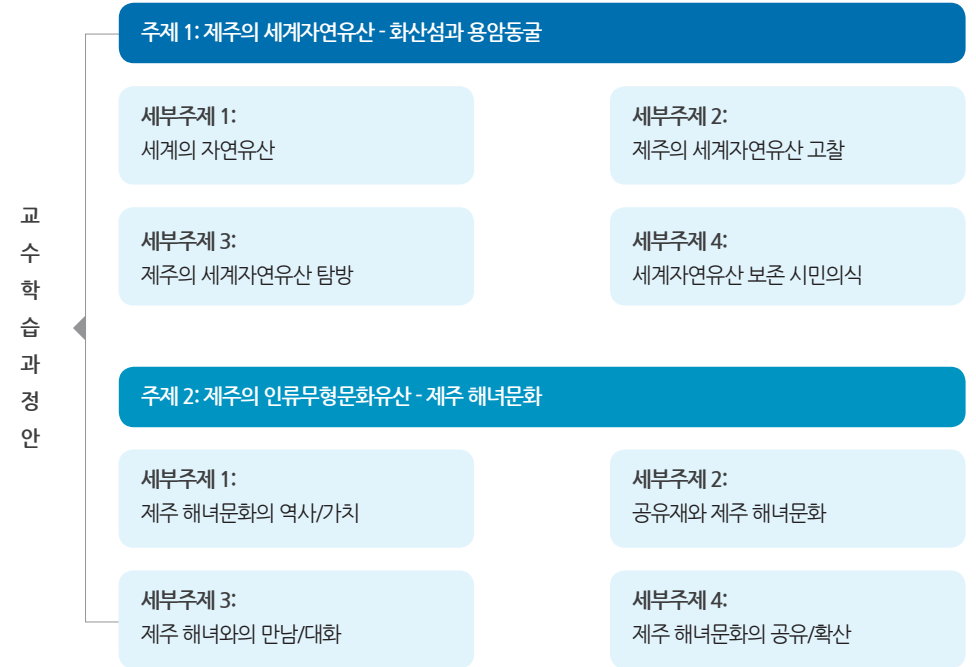 교
수
학
습
과
정
안
주제 1: 제주의 세계자연유산 - 화산섬과 용암동굴
세부주제 1:
세계의 자연유산
세부주제 2:
제주의 세계자연유산 고찰
세부주제 3:
제주의 세계자연유산 탐방
세부주제 4:
세계자연유산 보존 시민의식
주제 2: 제주의 인류무형문화유산 - 제주 해녀문화
세부주제 1:
제주 해녀문화의 역사/가치
세부주제 2:
공유재와 제주 해녀문화
세부주제 3:
제주 해녀와의 만남/대화
세부주제 4:
제주 해녀문화의 공유/확산